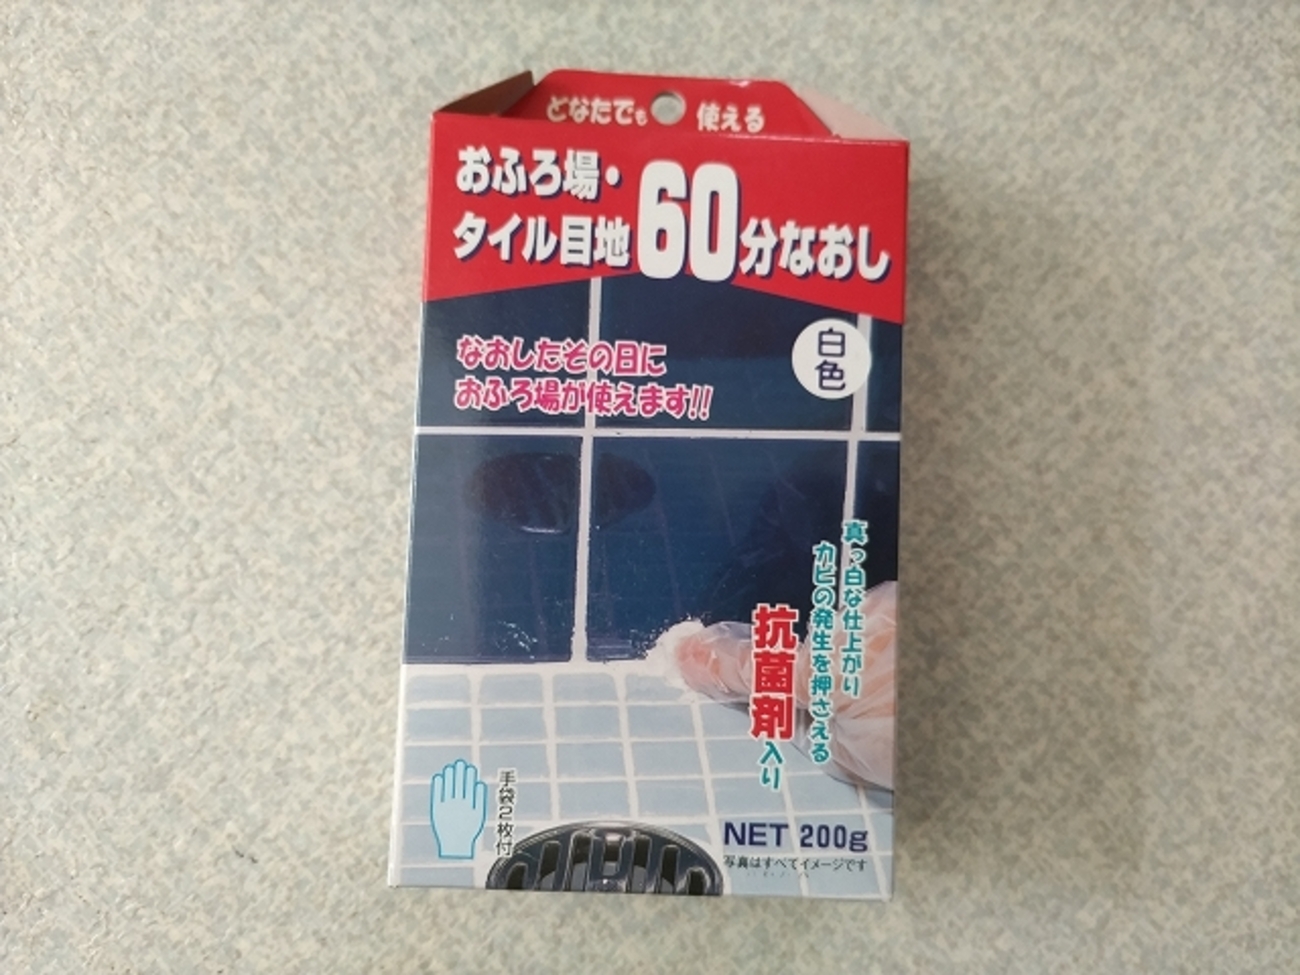 どなたでも 使える
おふろ場・
タイル目地60分なおし
白色
なおしたその日に
おふろ場が使えます!!
真っ白な仕上がり
カビの発生を押さえる
抗菌剤入り
手袋2枚付
NET 200g
写真はすべてイメージです